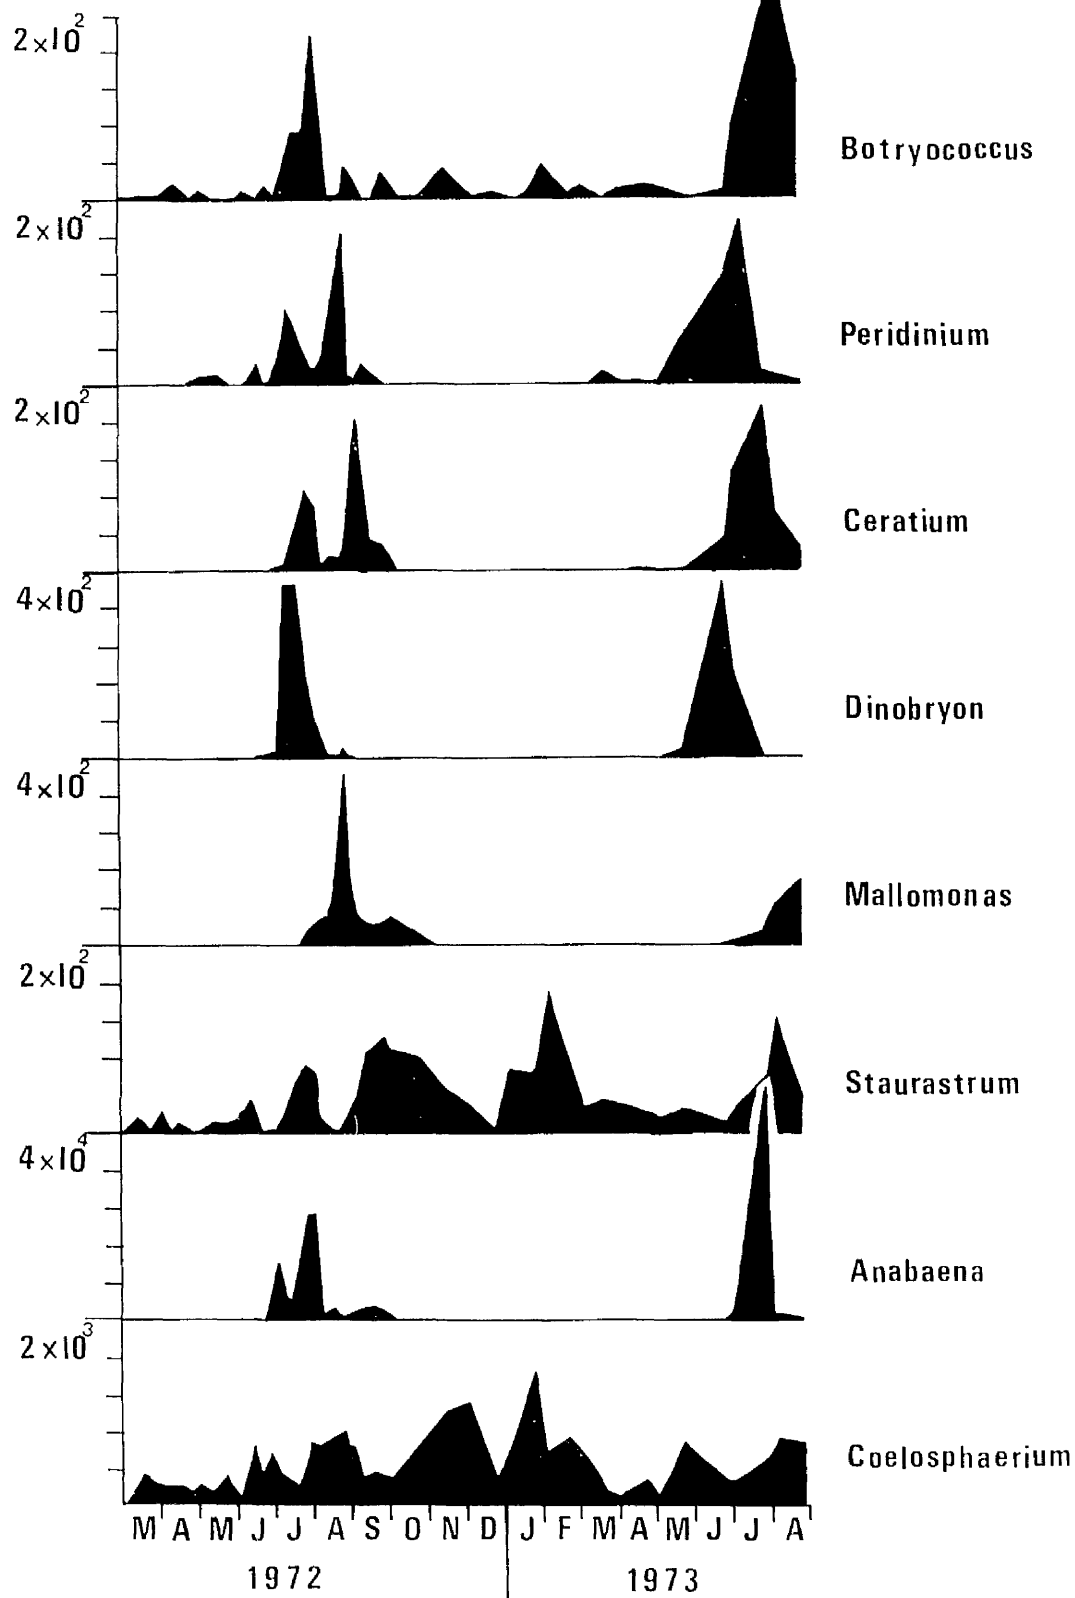 2×10²
Botryococcus
2×10²
Peridinium
2×10²
Ceratium
4×10²
Dinobryon
4×10²
Mallomonas
2×10²
Staurastrum
4×10⁴
Anabaena
2×10³
Coelosphaerium
M A M J J A S O N D J F M A M J J A
1972 1973